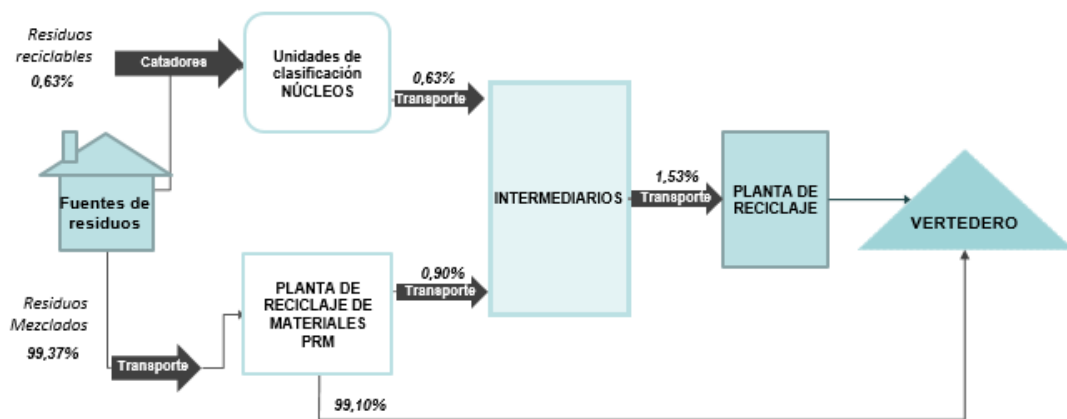 Residuos
reciclables
0,63%
Catadores
Unidades de
clasificación
NÚCLEOS
0,63%
Transporte
Fuentes de
residuos
INTERMEDIARIOS
1,53%
Transporte
PLANTA DE
RECICLAJE
VERTEDERO
Residuos
Mezclados
99,37%
Transporte
PLANTA DE
RECICLAJE DE
MATERIALES
PRM
0,90%
Transporte
99,10%